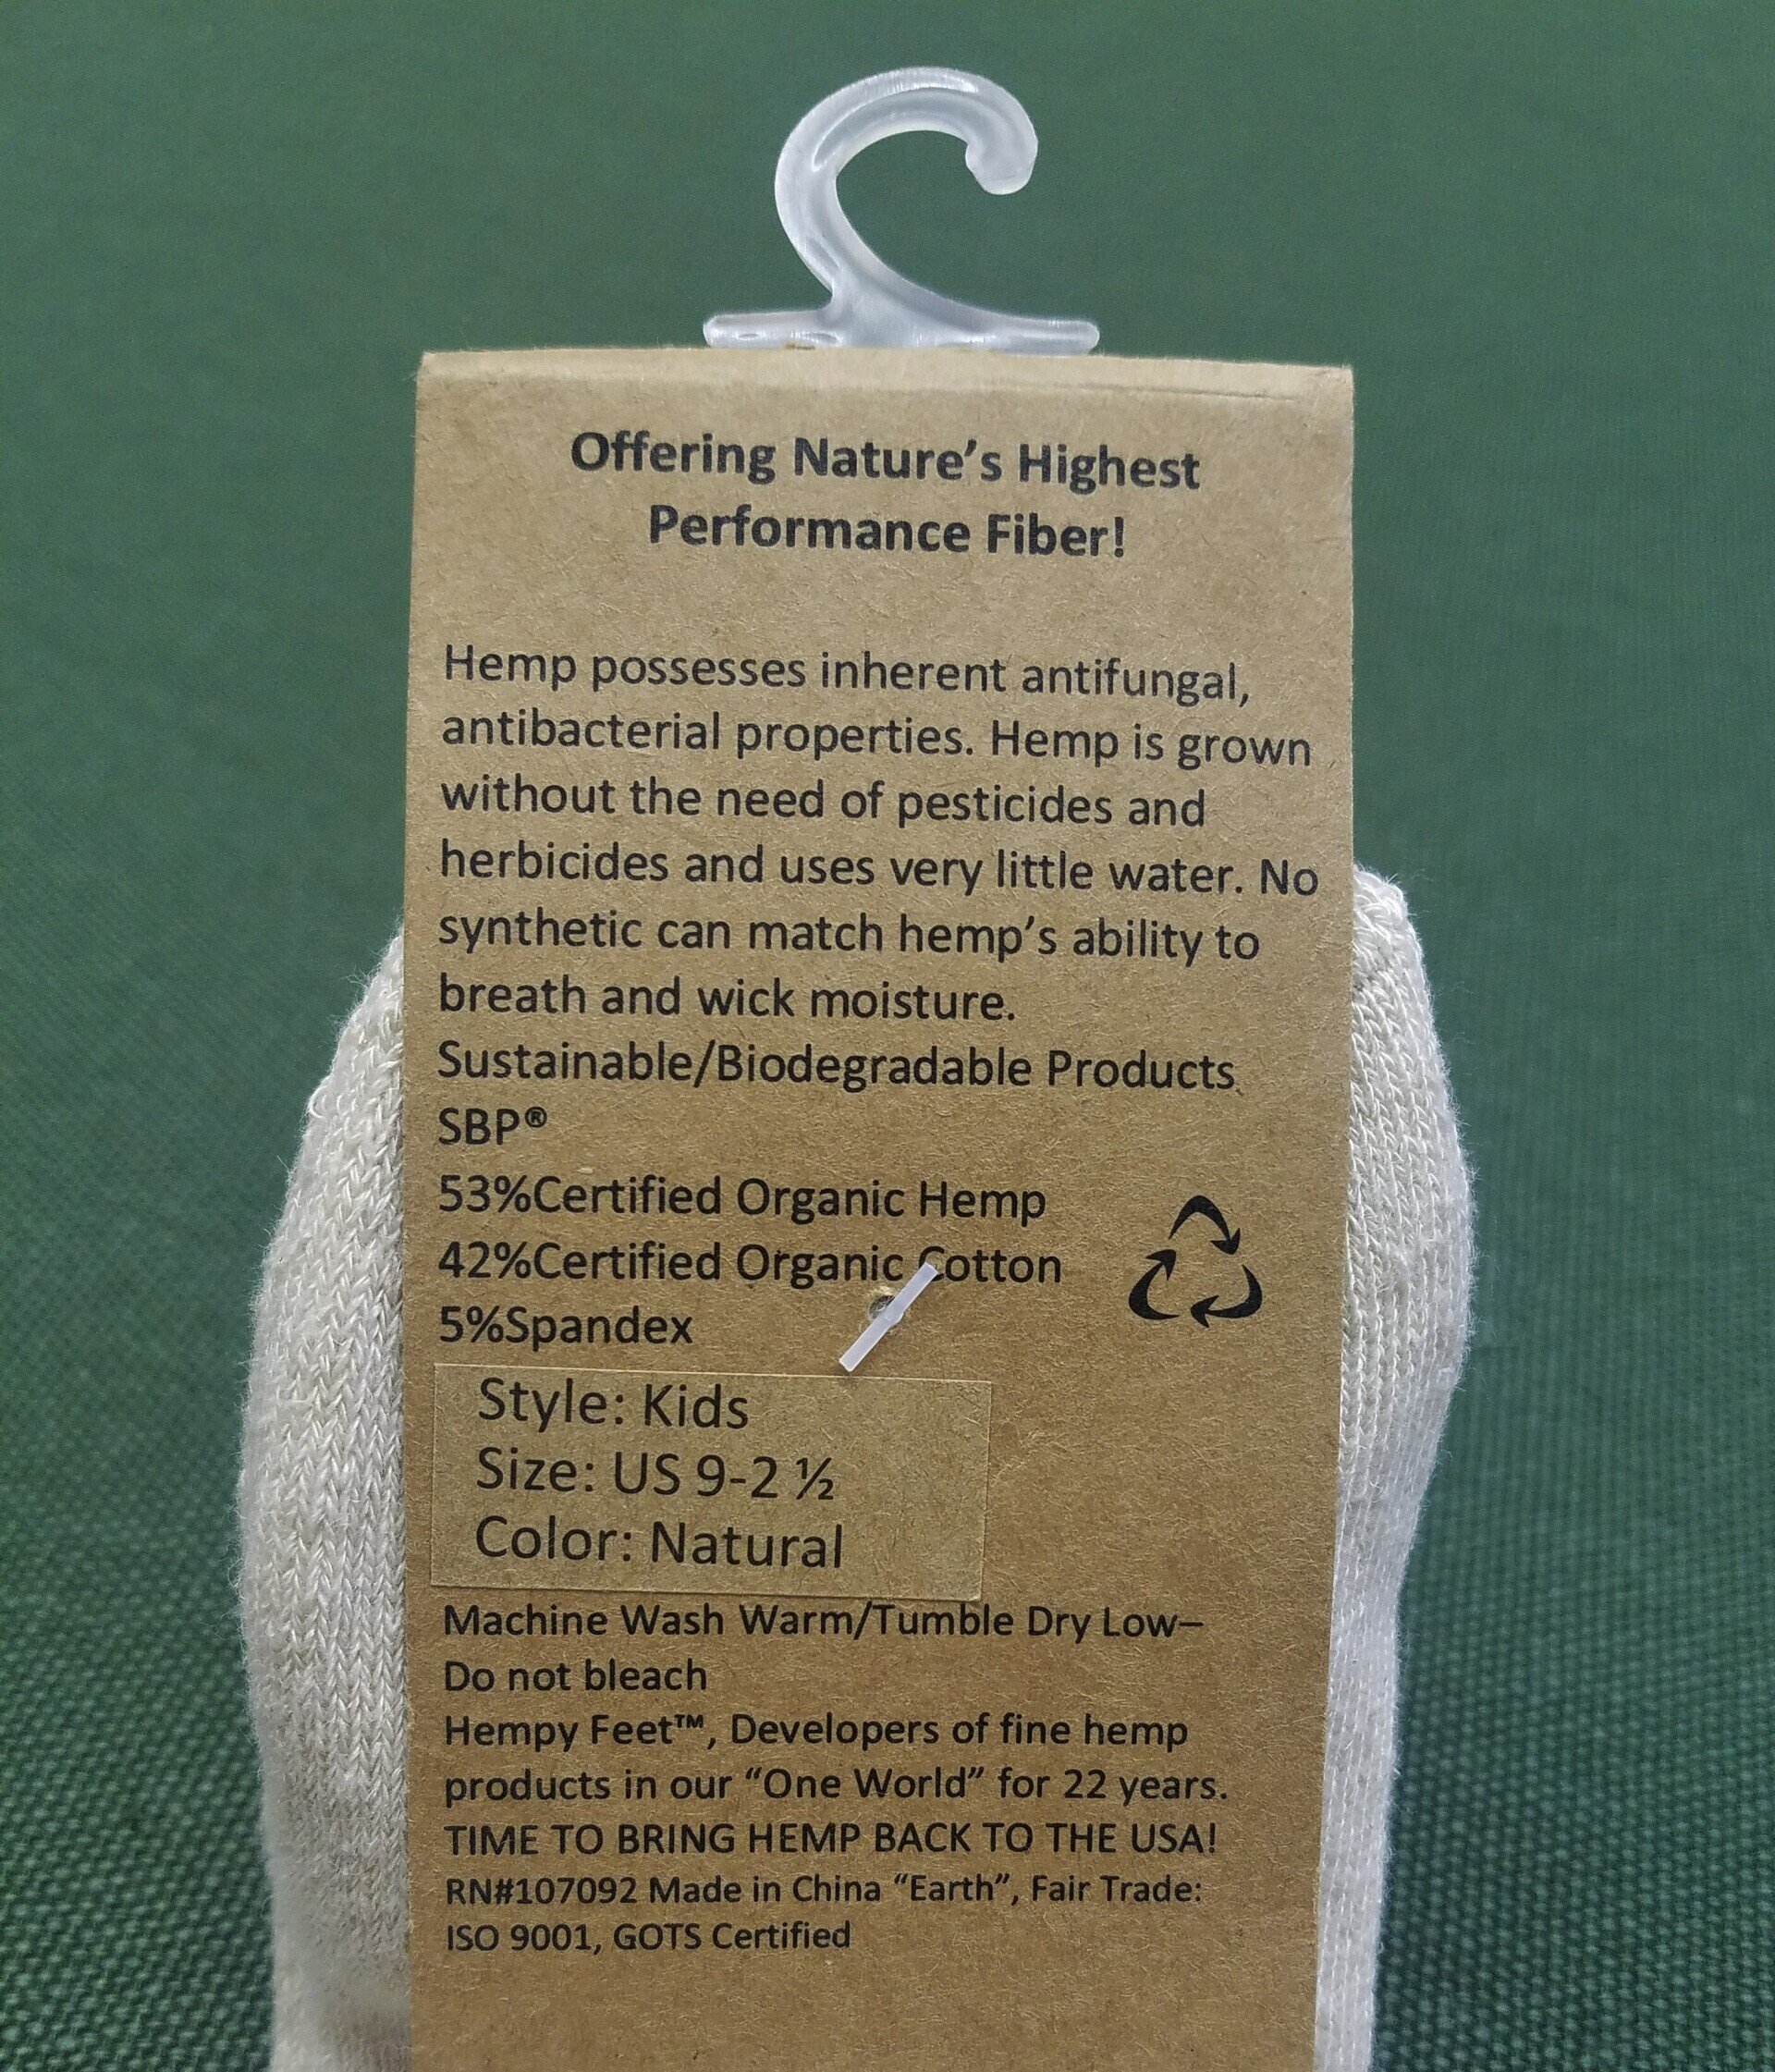 Offering Nature’s Highest
Performance Fiber!
Hemp possesses inherent antifungal,
antibacterial properties. Hemp is grown
without the need of pesticides and
herbicides and uses very little water. No
synthetic can match hemp’s ability to
breath and wick moisture.
Sustainable/Biodegradable Products
SBP®
53%Certified Organic Hemp
42%Certified Organic Cotton
5%Spandex
Style: Kids
Size: US 9-2 ½
Color: Natural
Machine Wash Warm/Tumble Dry Low–
Do not bleach
Hempy Feet™, Developers of fine hemp
products in our “One World” for 22 years.
TIME TO BRING HEMP BACK TO THE USA!
RN#107092 Made in China “Earth”, Fair Trade:
ISO 9001, GOTS Certified